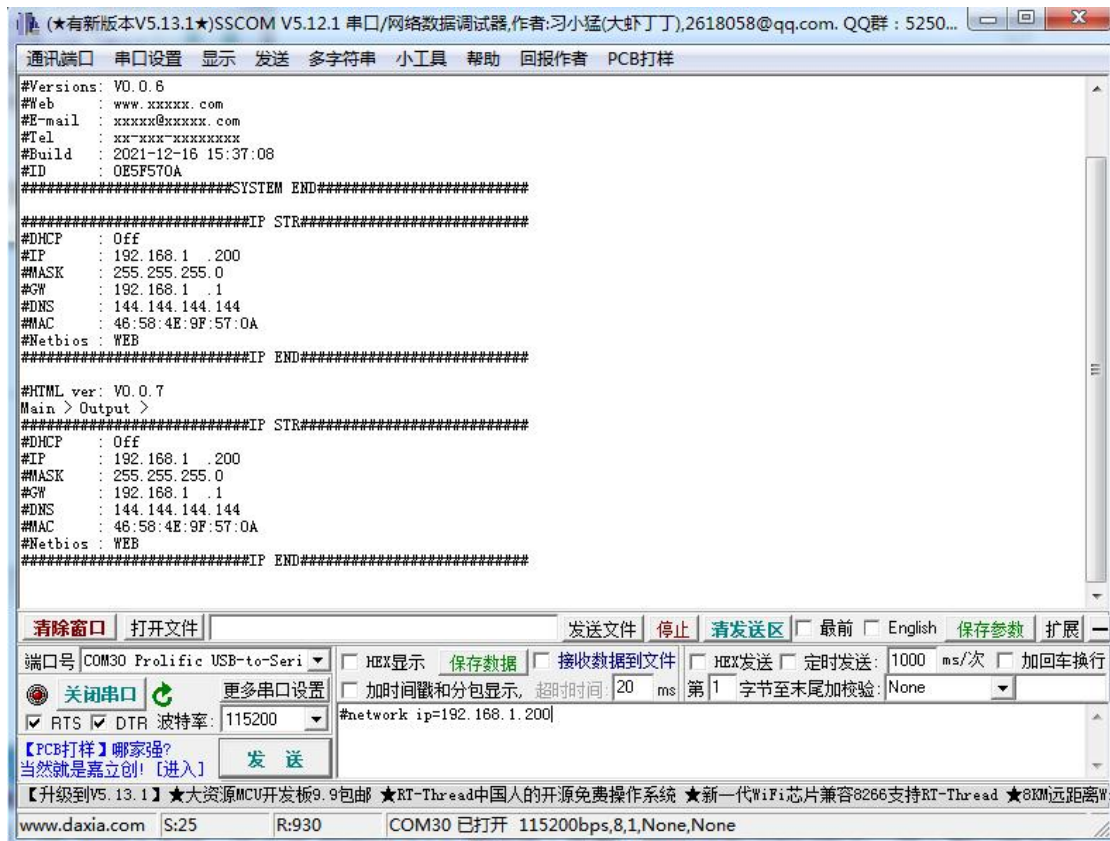 (★有新版本V5.13.1★)SSCOM V5.12.1 串口/网络数据调试器,作者:习小猛(大虾丁丁),2618058@qq.com. QQ群：5250...
通讯端口 串口设置 显示 发送 多字符串 小工具 帮助 回报作者 PCB打样
#Versions: V0.0.6
#Web : www.xxxxx.com
#E-mail : xxxxx@xxxxx.com
#Tel : xx-xxx-xxxxxxxx
#Build : 2021-12-16 15:37:08
#ID : 0E5F570A
#########################SYSTEM END#########################
###########################IP STR###########################
#DHCP : Off
#IP : 192.168.1 .200
#MASK : 255.255.255.0
#GW : 192.168.1 .1
#DNS : 144.144.144.144
#MAC : 46:58:4E:9F:57:0A
#Netbios : WEB
###########################IP END###########################
#HTML ver: V0.0.7
Main > Output >
###########################IP STR###########################
#DHCP : Off
#IP : 192.168.1 .200
#MASK : 255.255.255.0
#GW : 192.168.1 .1
#DNS : 144.144.144.144
#MAC : 46:58:4E:9F:57:0A
#Netbios : WEB
###########################IP END###########################
清除窗口 打开文件 发送文件 停止 清发送区 最前 English 保存参数 扩展 —
端口号 COM30 Prolific USB-to-Seri HEX显示 保存数据 接收数据到文件 HEX发送 定时发送: 1000 ms/次 加回车换行
关闭串口 更多串口设置 加时间戳和分包显示, 超时时间: 20 ms 第 1 字节至末尾加校验: None
RTS DTR 波特率: 115200
#network ip=192.168.1.200
【PCB打样】哪家强?
当然就是嘉立创! [进入]
发 送
【升级到V5.13.1】★大资源MCU开发板9.9包邮 ★RT-Thread中国人的开源免费操作系统 ★新一代WiFi芯片兼容8266支持RT-Thread ★8KM远距离W
www.daxia.com S:25 R:930 COM30 已打开 115200bps,8,1,None,None